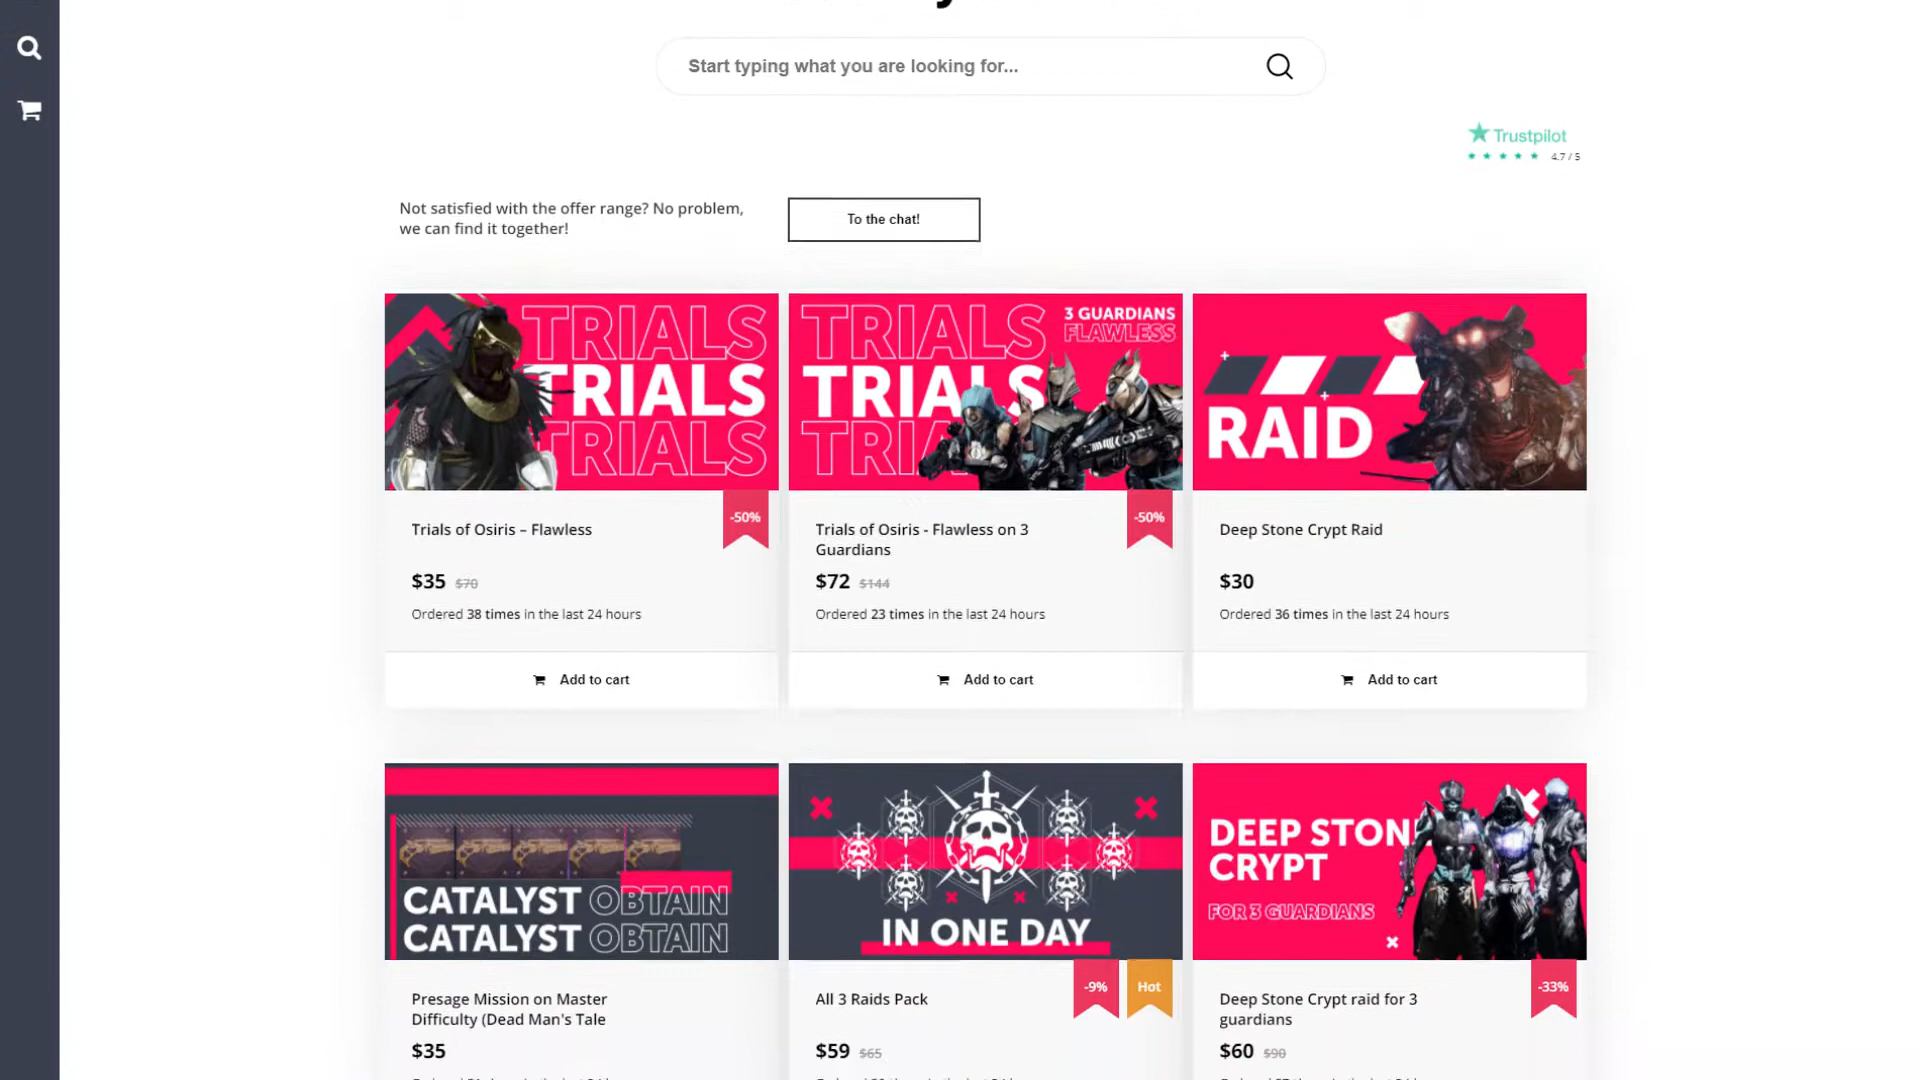 Start typing what you are looking for...
Trustpilot
4.7 / 5
Not satisfied with the offer range? No problem,
we can find it together!
To the chat!
TRIALS
TRIALS
TRIALS
TRIALS
3 GUARDIANS
FLAWLESS
TRIALS
TRIALS
RAID
-50%
Trials of Osiris – Flawless
$35 $70
Ordered 38 times in the last 24 hours
Add to cart
-50%
Trials of Osiris - Flawless on 3
Guardians
$72 $144
Ordered 23 times in the last 24 hours
Add to cart
Deep Stone Crypt Raid
$30
Ordered 36 times in the last 24 hours
Add to cart
CATALYST OBTAIN
CATALYST OBTAIN
IN ONE DAY
DEEP STONE
CRYPT
FOR 3 GUARDIANS
Presage Mission on Master
Difficulty (Dead Man's Tale
$35
-9%
Hot
All 3 Raids Pack
$59 $65
-33%
Deep Stone Crypt raid for 3
guardians
$60 $90